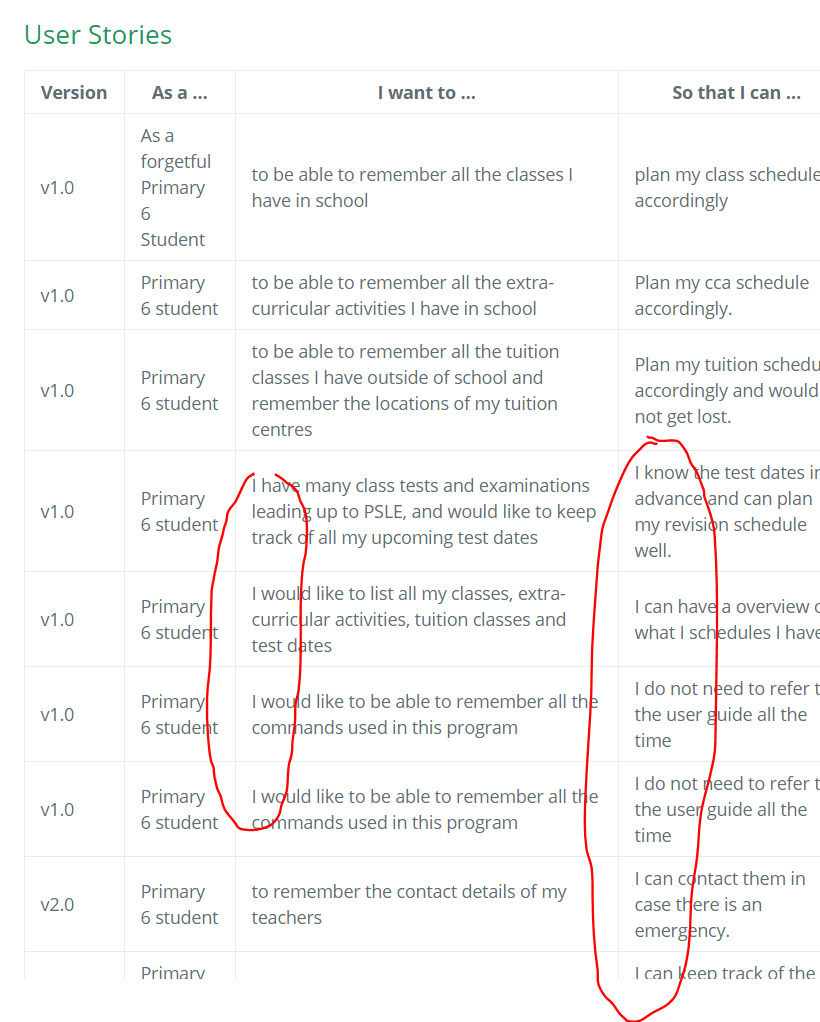 User Stories
Version As a ... I want to ... So that I can ...
As a
forgetful
Primary
6
Student
v1.0
to be able to remember all the classes I
have in school
plan my class schedule
accordingly
v1.0
Primary
6 student
to be able to remember all the extra-
curricular activities I have in school
Plan my cca schedule
accordingly.
v1.0
Primary
6 student
to be able to remember all the tuition
classes I have outside of school and
remember the locations of my tuition
centres
Plan my tuition schedu
accordingly and would
not get lost.
v1.0
Primary
6 student
I have many class tests and examinations
leading up to PSLE, and would like to keep
track of all my upcoming test dates
I know the test dates in
advance and can plan
my revision schedule
well.
v1.0
Primary
6 student
I would like to list all my classes, extra-
curricular activities, tuition classes and
test dates
I can have a overview
what I schedules I have
v1.0
Primary
6 student
I would like to be able to remember all the
commands used in this program
I do not need to refer t
the user guide all the
time
v1.0
Primary
6 student
I would like to be able to remember all the
commands used in this program
I do not need to refer t
the user guide all the
time
v2.0
Primary
6 student
to remember the contact details of my
teachers
I can contact them in
case there is an
emergency.
Primary
I can keep track of the